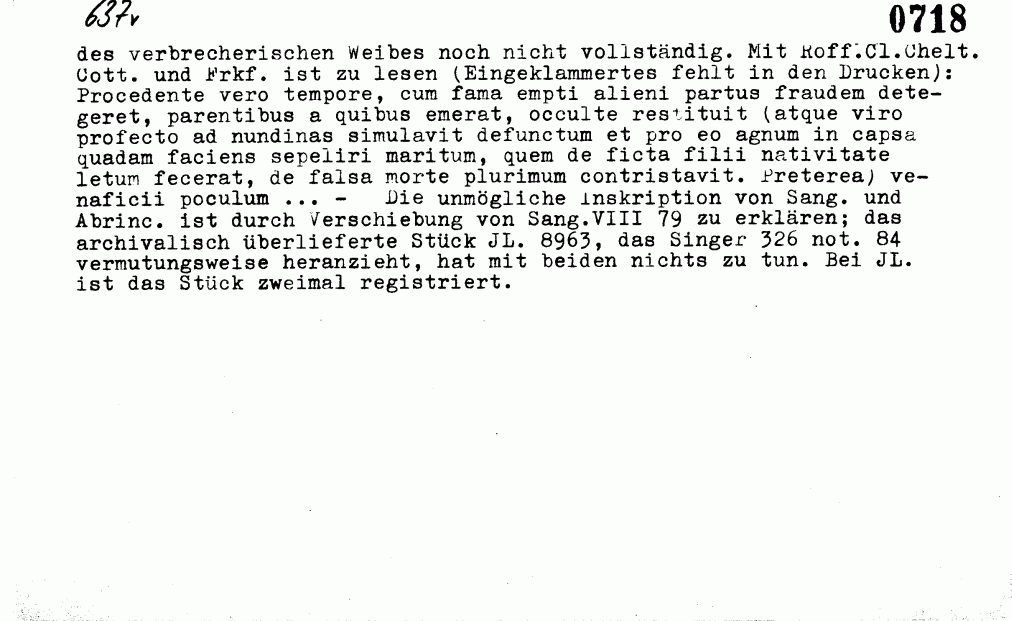 637v
0718
des verbrecherischen Weibes noch nicht vollständig. Mit Roff.Cl.Chelt.
Cott. und Frkf. ist zu lesen (Eingeklammertes fehlt in den Drucken):
Procedente vero tempore, cum fama empti alieni partus fraudem dete-
geret, parentibus a quibus emerat, occulte restituit (atque viro
profecto ad nundinas simulavit defunctum et pro eo agnum in capsa
quadam faciens sepeliri maritum, quem de ficta filii nativitate
letum fecerat, de falsa morte plurimum contristavit. Preterea) ve-
naficii poculum ... - Die unmögliche Inskription von Sang. und
Abrinc. ist durch Verschiebung von Sang.VIII 79 zu erklären; das
archivalisch überlieferte Stück JL. 8963, das Singer 326 not. 84
vermutungsweise heranzieht, hat mit beiden nichts zu tun. Bei JL.
ist das Stück zweimal registriert.